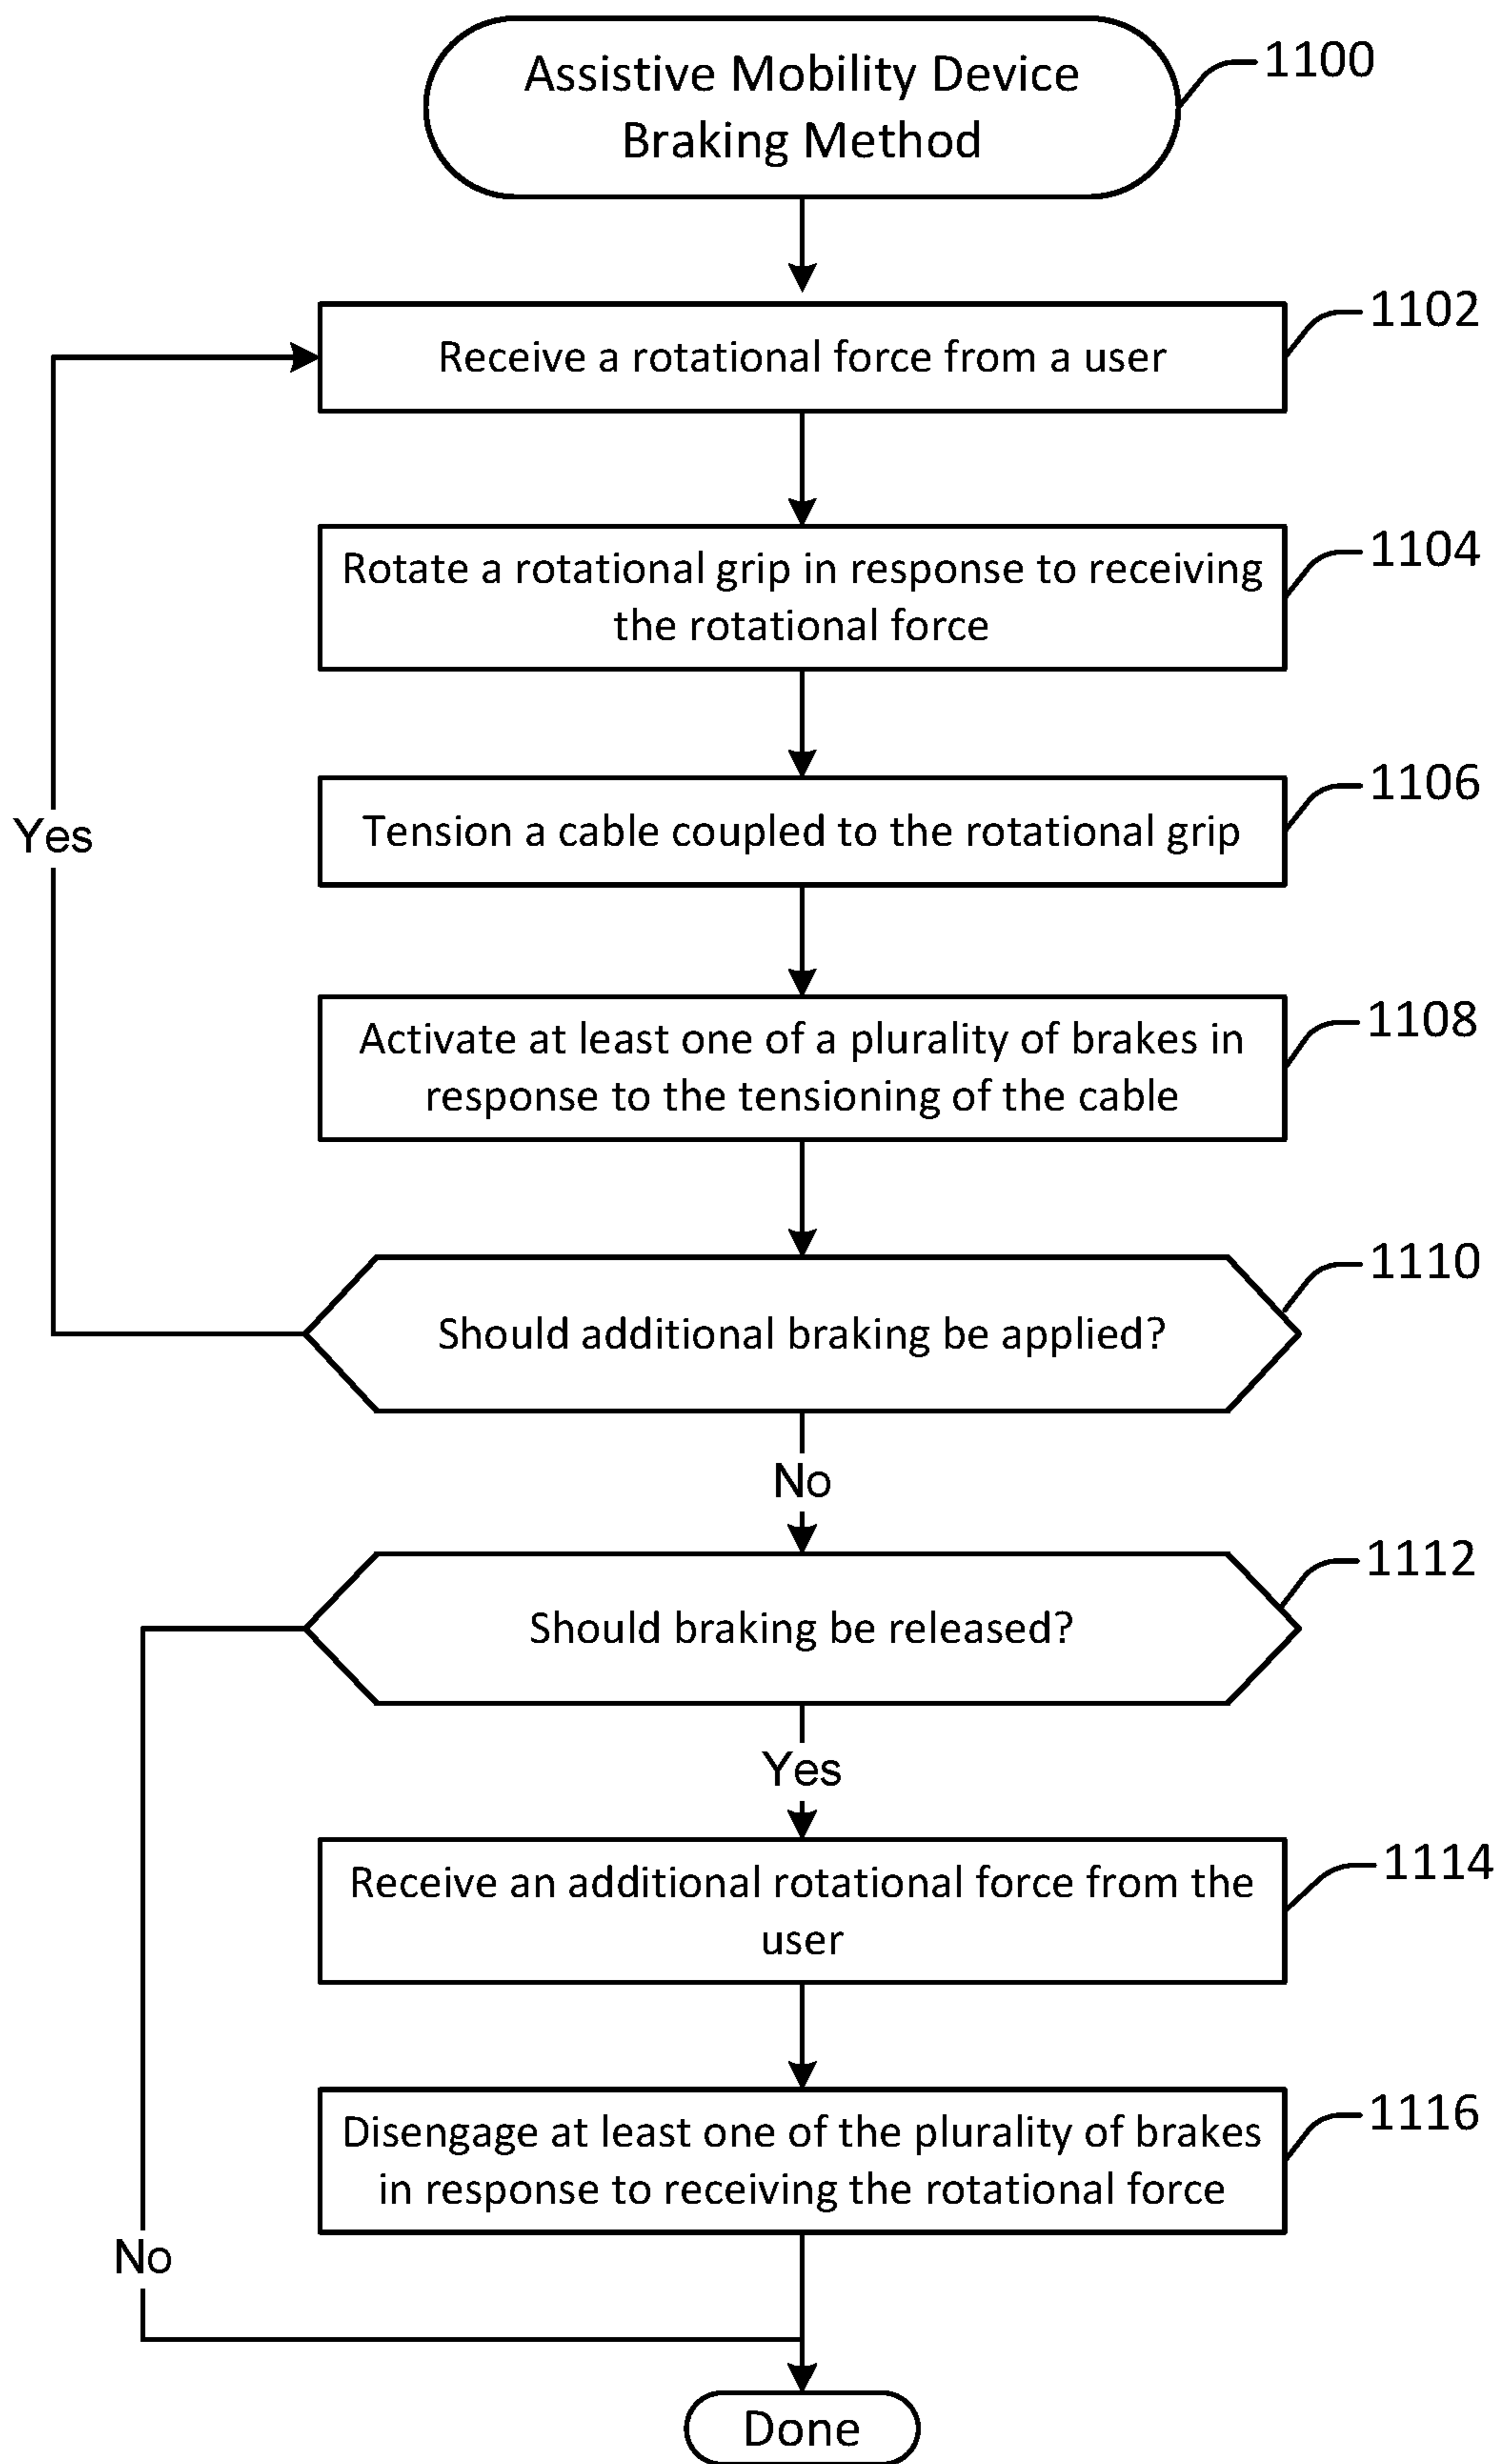 Assistive Mobility Device
Braking Method
1100
1102
Receive a rotational force from a user
1104
Rotate a rotational grip in response to receiving
the rotational force
1106
Tension a cable coupled to the rotational grip
Yes
1108
Activate at least one of a plurality of brakes in
response to the tensioning of the cable
1110
Should additional braking be applied?
No
1112
Should braking be released?
Yes
1114
Receive an additional rotational force from the
user
1116
Disengage at least one of the plurality of brakes
in response to receiving the rotational force
No
Done